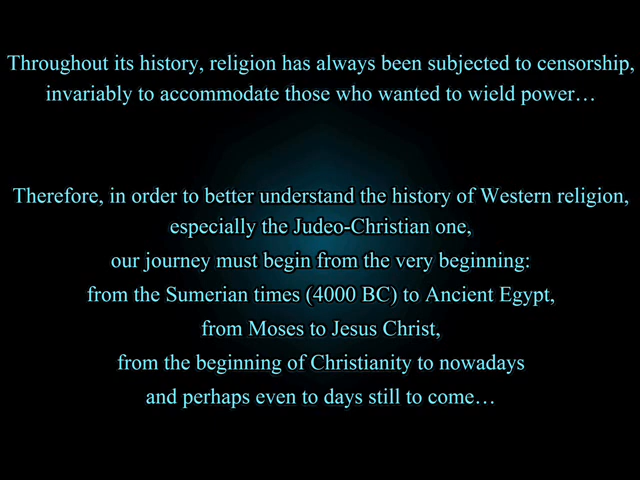 Throughout its history, religion has always been subjected to censorship,
invariably to accommodate those who wanted to wield power…
Therefore, in order to better understand the history of Western religion,
especially the Judeo-Christian one,
our journey must begin from the very beginning:
from the Sumerian times (4000 BC) to Ancient Egypt,
from Moses to Jesus Christ,
from the beginning of Christianity to nowadays
and perhaps even to days still to come…